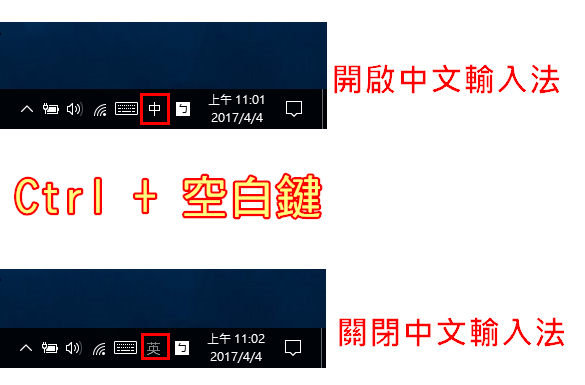 中 ㄅ 上午 11:01
2017/4/4
開啟中文輸入法
Ctrl + 空白鍵
英 ㄅ 上午 11:02
2017/4/4
關閉中文輸入法